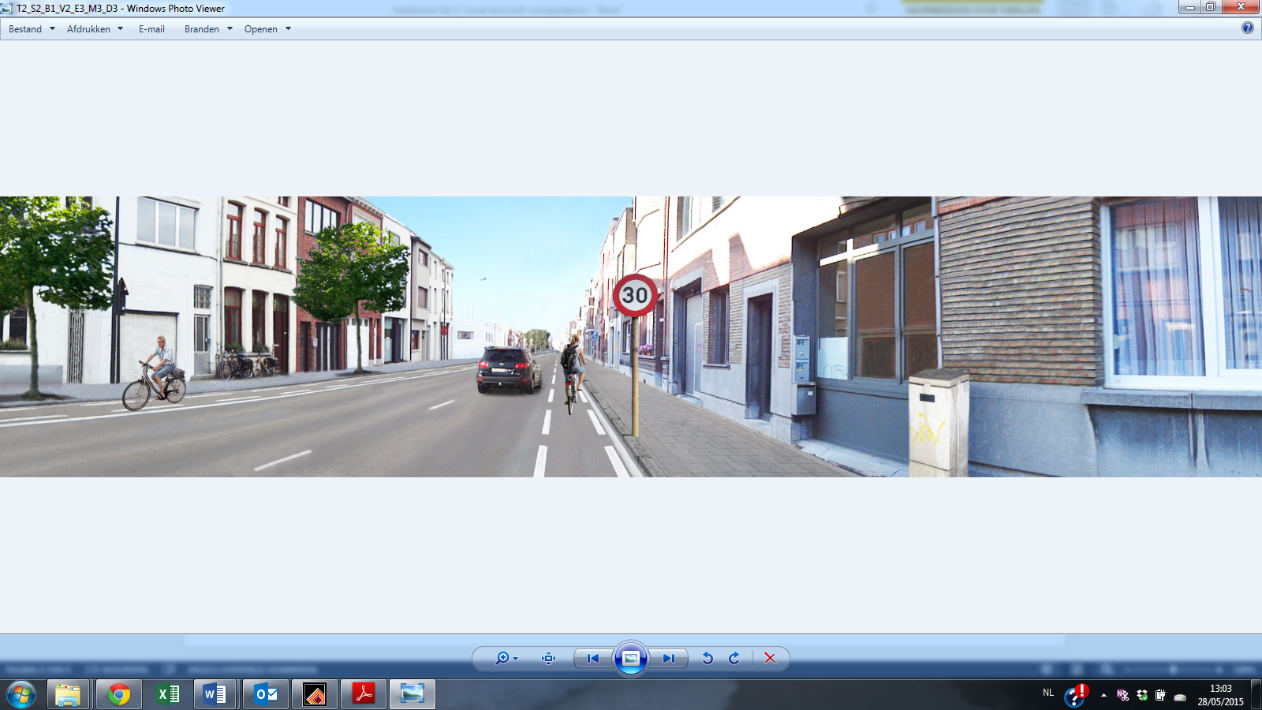 T2_S2_B1_V2_E3_M3_D3 - Windows Photo Viewer
Bestand Afdrukken E-mail Branden Openen
30
NL
13:03
28/05/2015